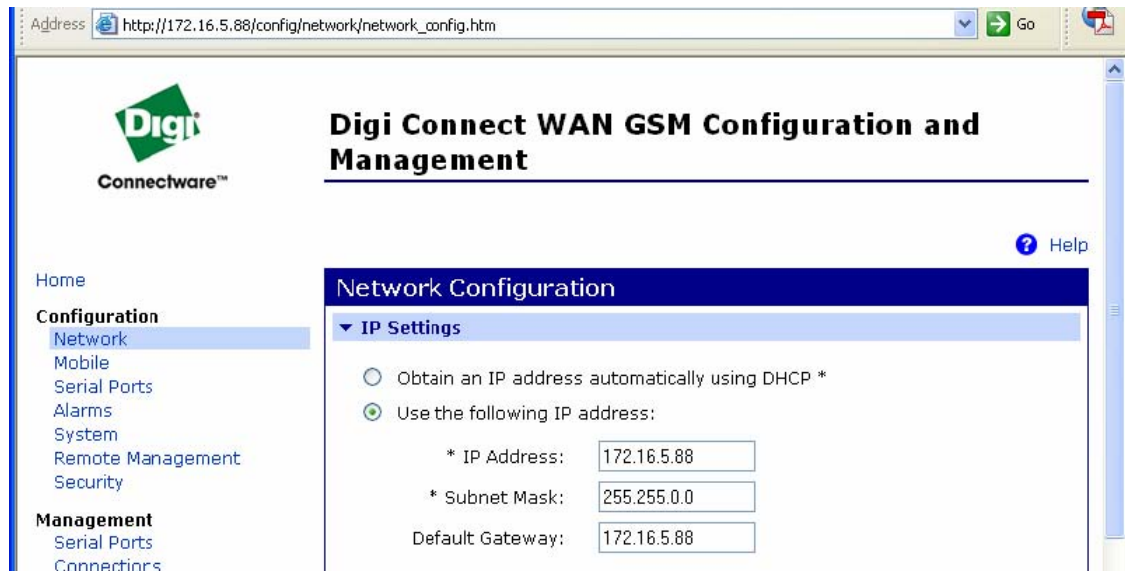 Address http://172.16.5.88/config/network/network_config.htm Go
Digi
Connectware™
Digi Connect WAN GSM Configuration and
Management
Help
Home
Configuration
Network
Mobile
Serial Ports
Alarms
System
Remote Management
Security
Management
Serial Ports
Connections
Network Configuration
IP Settings
Obtain an IP address automatically using DHCP *
Use the following IP address:
* IP Address: 172.16.5.88
* Subnet Mask: 255.255.0.0
Default Gateway: 172.16.5.88